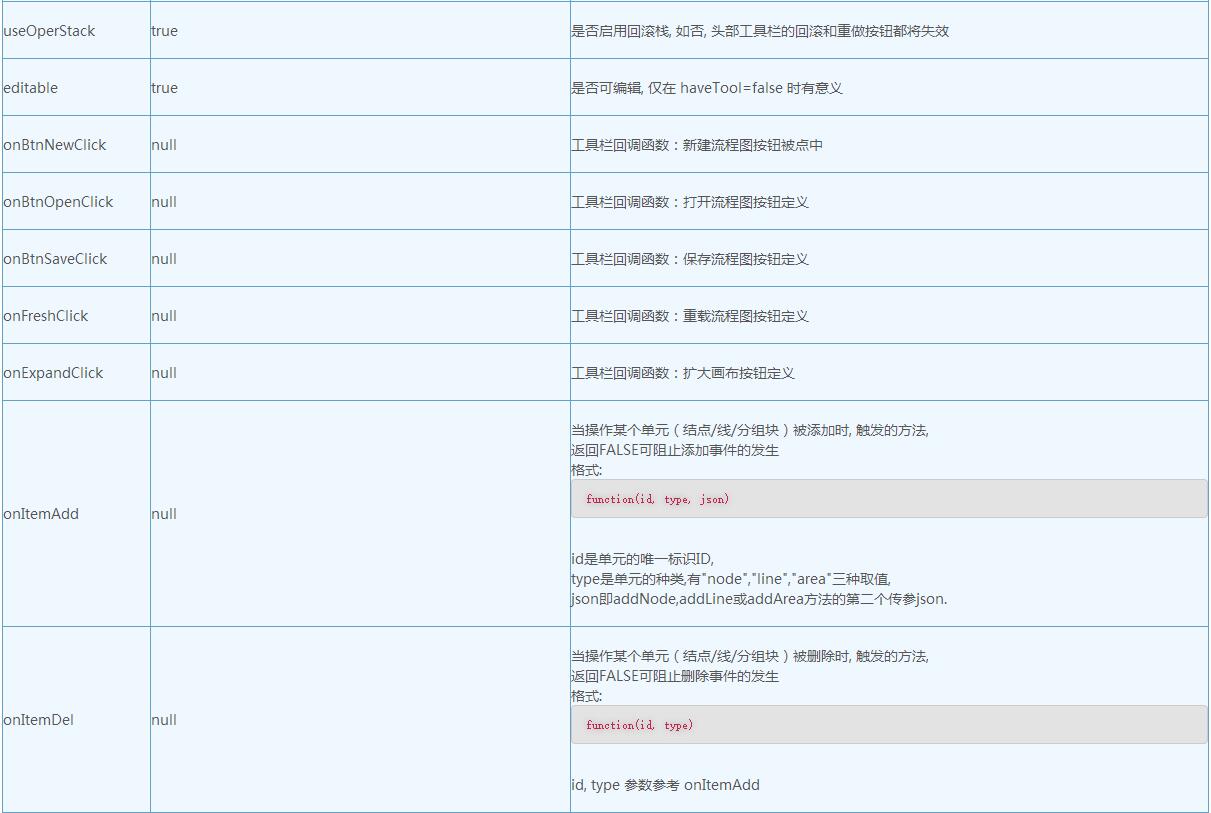 useOperStack true 是否启用回滚栈, 如否, 头部工具栏的回滚和重做按钮都将失效
editable true 是否可编辑, 仅在 haveTool=false 时有意义
onBtnNewClick null 工具栏回调函数：新建流程图按钮被点中
onBtnOpenClick null 工具栏回调函数：打开流程图按钮定义
onBtnSaveClick null 工具栏回调函数：保存流程图按钮定义
onFreshClick null 工具栏回调函数：重载流程图按钮定义
onExpandClick null 工具栏回调函数：扩大画布按钮定义
onItemAdd null 当操作某个单元（结点/线/分组块）被添加时, 触发的方法,
返回FALSE可阻止添加事件的发生
格式:
function(id, type, json)
id是单元的唯一标识ID,
type是单元的种类,有"node","line","area"三种取值,
json即addNode,addLine或addArea方法的第二个传参json.
onItemDel null 当操作某个单元（结点/线/分组块）被删除时, 触发的方法,
返回FALSE可阻止删除事件的发生
格式:
function(id, type)
id, type 参数参考 onItemAdd